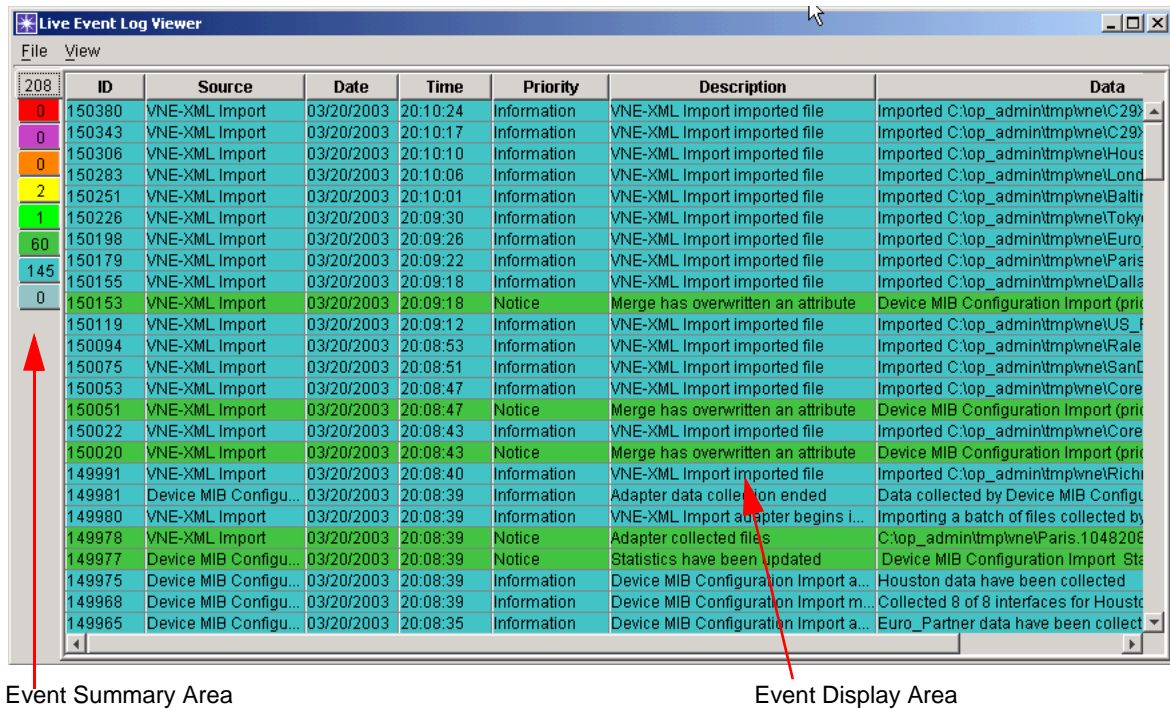 Live Event Log Viewer
File View
208 ID Source Date Time Priority Description Data
0 150380 VNE-XML Import 03/20/2003 20:10:24 Information VNE-XML Import imported file Imported C:\op_admin\tmp\vne\C29X
0 150343 VNE-XML Import 03/20/2003 20:10:17 Information VNE-XML Import imported file Imported C:\op_admin\tmp\vne\C29X
0 150306 VNE-XML Import 03/20/2003 20:10:10 Information VNE-XML Import imported file Imported C:\op_admin\tmp\vne\Hous
150283 VNE-XML Import 03/20/2003 20:10:06 Information VNE-XML Import imported file Imported C:\op_admin\tmp\vne\Lond
2 150251 VNE-XML Import 03/20/2003 20:10:01 Information VNE-XML Import imported file Imported C:\op_admin\tmp\vne\Baltir
1 150226 VNE-XML Import 03/20/2003 20:09:30 Information VNE-XML Import imported file Imported C:\op_admin\tmp\vne\Toky
60 150198 VNE-XML Import 03/20/2003 20:09:26 Information VNE-XML Import imported file Imported C:\op_admin\tmp\vne\Euro_
145 150179 VNE-XML Import 03/20/2003 20:09:22 Information VNE-XML Import imported file Imported C:\op_admin\tmp\vne\Paris
150155 VNE-XML Import 03/20/2003 20:09:18 Information VNE-XML Import imported file Imported C:\op_admin\tmp\vne\Dalla
0 150153 VNE-XML Import 03/20/2003 20:09:18 Notice Merge has overwritten an attribute Device MIB Configuration Import (pric
150119 VNE-XML Import 03/20/2003 20:09:12 Information VNE-XML Import imported file Imported C:\op_admin\tmp\vne\US_F
150094 VNE-XML Import 03/20/2003 20:08:53 Information VNE-XML Import imported file Imported C:\op_admin\tmp\vne\Rale
150075 VNE-XML Import 03/20/2003 20:08:51 Information VNE-XML Import imported file Imported C:\op_admin\tmp\vne\SanD
150053 VNE-XML Import 03/20/2003 20:08:47 Information VNE-XML Import imported file Imported C:\op_admin\tmp\vne\Core
150051 VNE-XML Import 03/20/2003 20:08:47 Notice Merge has overwritten an attribute Device MIB Configuration Import (pric
150022 VNE-XML Import 03/20/2003 20:08:43 Information VNE-XML Import imported file Imported C:\op_admin\tmp\vne\Core
150020 VNE-XML Import 03/20/2003 20:08:43 Notice Merge has overwritten an attribute Device MIB Configuration Import (pric
149991 VNE-XML Import 03/20/2003 20:08:40 Information VNE-XML Import imported file Imported C:\op_admin\tmp\vne\Richr
149981 Device MIB Configu... 03/20/2003 20:08:39 Information Adapter data collection ended Data collected by Device MIB Configu
149980 VNE-XML Import 03/20/2003 20:08:39 Information VNE-XML Import adapter begins i... Importing a batch of files collected by
149978 VNE-XML Import 03/20/2003 20:08:39 Notice Adapter collected files C:\op_admin\tmp\vne\Paris.1048208
149977 Device MIB Configu... 03/20/2003 20:08:39 Notice Statistics have been updated Device MIB Configuration Import Sta
149975 Device MIB Configu... 03/20/2003 20:08:39 Information Device MIB Configuration Import a... Houston data have been collected
149968 Device MIB Configu... 03/20/2003 20:08:39 Information Device MIB Configuration Import m... Collected 8 of 8 interfaces for Housto
149965 Device MIB Configu... 03/20/2003 20:08:35 Information Device MIB Configuration Import a... Euro_Partner data have been collect
Event Summary Area Event Display Area